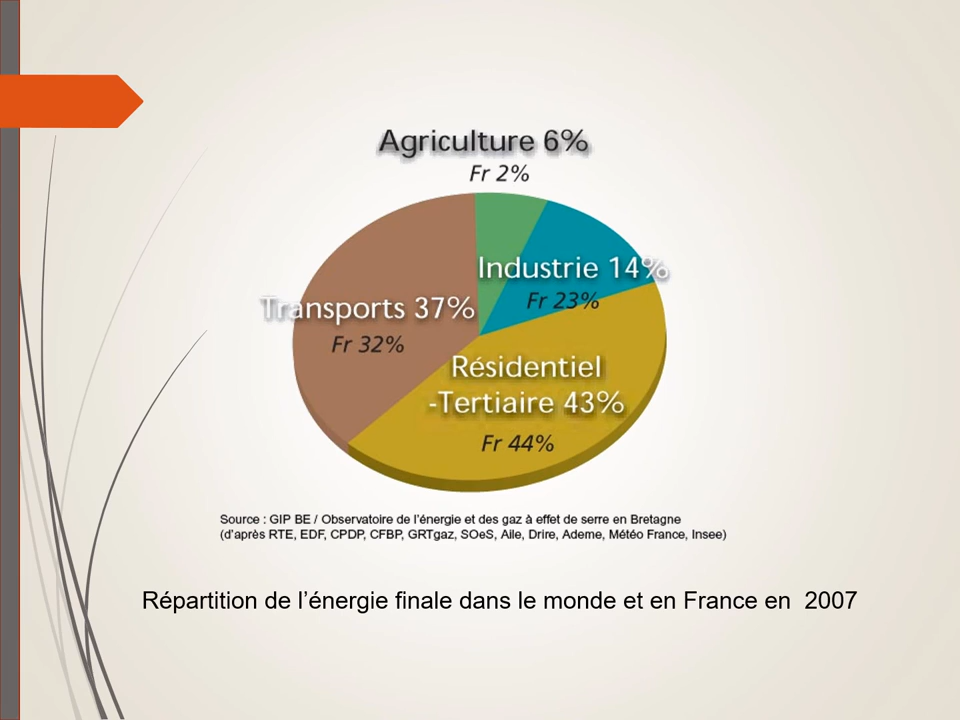 Agriculture 6%
Fr 2%
Industrie 14%
Fr 23%
Transports 37%
Fr 32%
Résidentiel
-Tertiaire 43%
Fr 44%
Source : GIP BE / Observatoire de l'énergie et des gaz à effet de serre en Bretagne
(d'après RTE, EDF, CPDP, CFBP, GRTgaz, SOeS, Aile, Drire, Ademe, Météo France, Insee)
Répartition de l'énergie finale dans le monde et en France en  2007